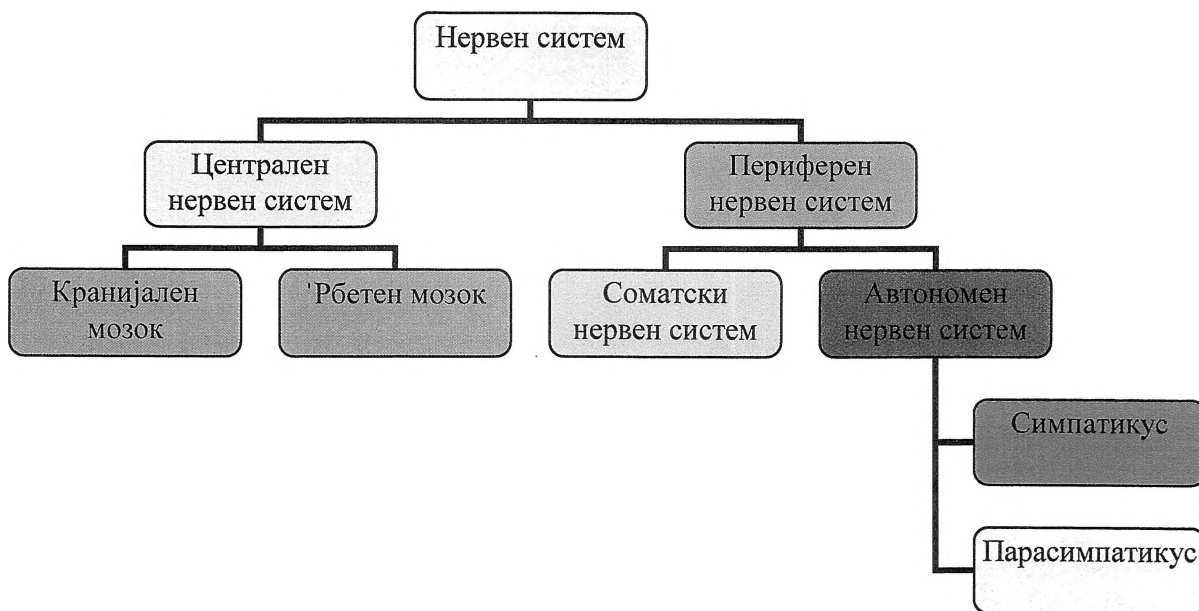 Нервен систем
Централен
нервен систем
Периферен
нервен систем
Кранијален
мозок
'Рбетен мозок
Соматски
нервен систем
Автономен
нервен систем
Симпатикус
Парасимпатикус